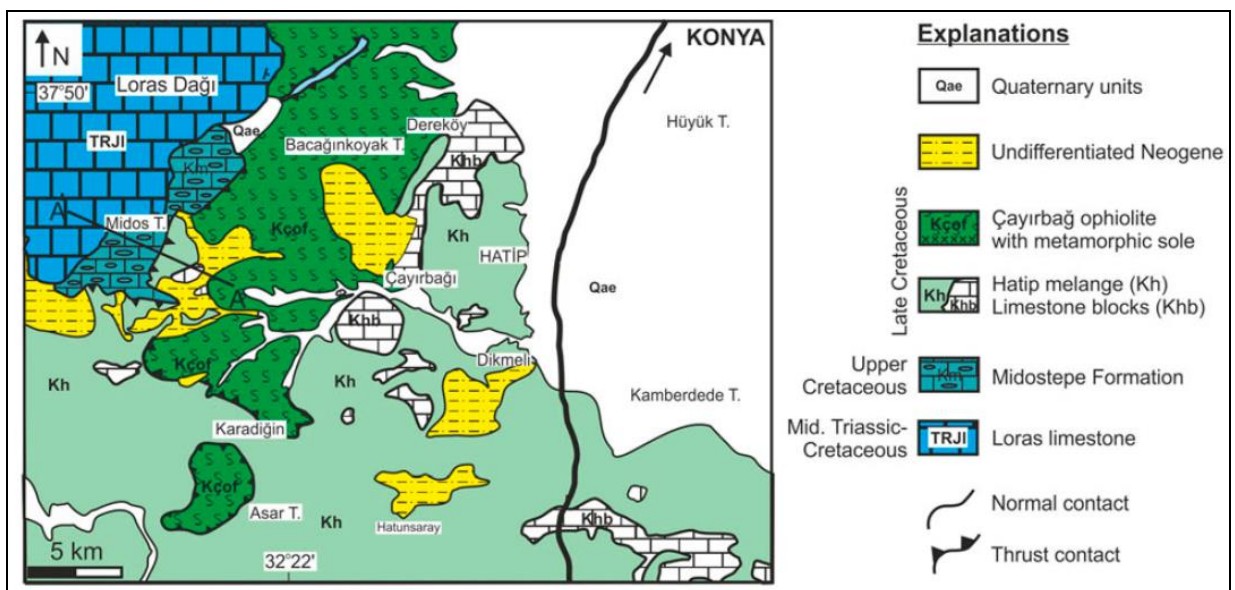 N
KONYA
37°50'
Loras Dağı
Qae
Dereköy
Hüyük T.
TRJl
Bacağınkoyak T.
Km
Khb
A
Midos T.
Kçof
Kh
HATİP
Çayırbağı
A'
Qae
Khb
Kçof
Dikmeli
Kh
Kh
Kamberdede T.
Karadiğin
Kçof
Asar T.
Kh
Hatunsaray
Khb
5 km
32°22'
Explanations
Qae Quaternary units
Undifferentiated Neogene
Late Cretaceous
Kçof Çayırbağ ophiolite
with metamorphic sole
Kh Hatip melange (Kh)
Khb Limestone blocks (Khb)
Upper
Cretaceous
Km Midostepe Formation
Mid. Triassic-
Cretaceous
TRJl Loras limestone
Normal contact
Thrust contact